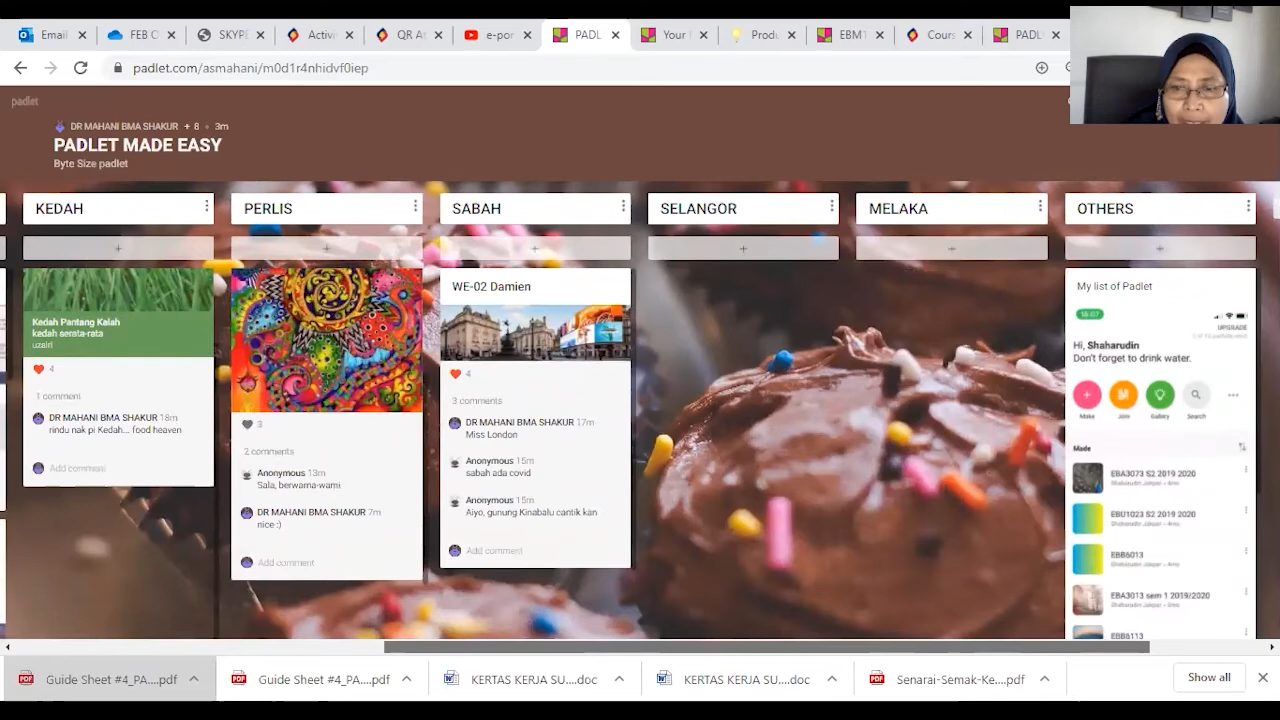 Email
FEB C
SKYPE
Activi
QR At
e-por
PADL
Your F
Produ
EBM1
Cours
PADL
padlet.com/asmahani/m0d1r4nhidvf0iep
padlet
DR MAHANI BMA SHAKUR + 8 • 3m
PADLET MADE EASY
Byte Size padlet
KEDAH
PERLIS
SABAH
SELANGOR
MELAKA
OTHERS
Kedah Pantang Kalah
kedah serata-rata
uzairi
4
1 comment
DR MAHANI BMA SHAKUR 18m
rindu nak pi Kedah... food heaven
Add comment
3
2 comments
Anonymous 13m
Sala, berwarna-warni
DR MAHANI BMA SHAKUR 7m
nice :)
Add comment
WE-02 Damien
4
3 comments
DR MAHANI BMA SHAKUR 17m
Miss London
Anonymous 15m
sabah ada covid
Anonymous 15m
Aiyo, gunung Kinabalu cantik kan
Add comment
My list of Padlet
UPGRADE
Hi, Shaharudin
Don't forget to drink water.
Make
Join
Gallery
Search
Made
EBA3073 S2 2019 2020
EBU1023 S2 2019 2020
EBB6013
EBA3013 sem 1 2019/2020
EBB6113
Guide Sheet #4_PA....pdf
Guide Sheet #4_PA....pdf
KERTAS KERJA SU....doc
KERTAS KERJA SU....doc
Senarai-Semak-Ke....pdf
Show all